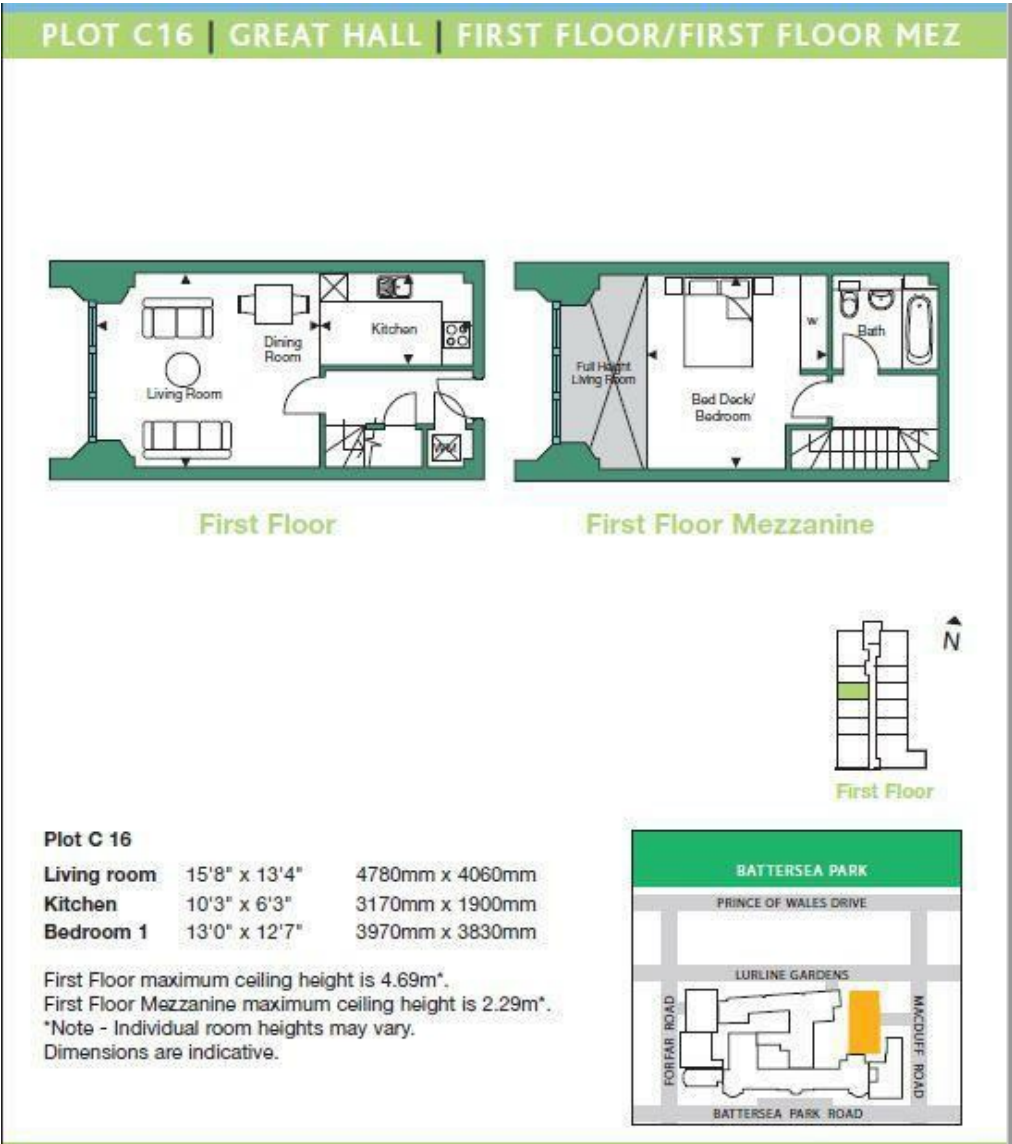 PLOT C16 | GREAT HALL | FIRST FLOOR/FIRST FLOOR MEZ
Kitchen
Dining
Room
Living Room
WM
Full Height
Living Room
Bed Deck/
Bedroom
W
Bath
First Floor
First Floor Mezzanine
N
First Floor
Plot C 16
Living room 15'8" x 13'4" 4780mm x 4060mm
Kitchen 10'3" x 6'3" 3170mm x 1900mm
Bedroom 1 13'0" x 12'7" 3970mm x 3830mm
First Floor maximum ceiling height is 4.69m*.
First Floor Mezzanine maximum ceiling height is 2.29m*.
*Note - Individual room heights may vary.
Dimensions are indicative.
BATTERSEA PARK
PRINCE OF WALES DRIVE
LURLINE GARDENS
FORFAR ROAD
MACDUFF ROAD
BATTERSEA PARK ROAD